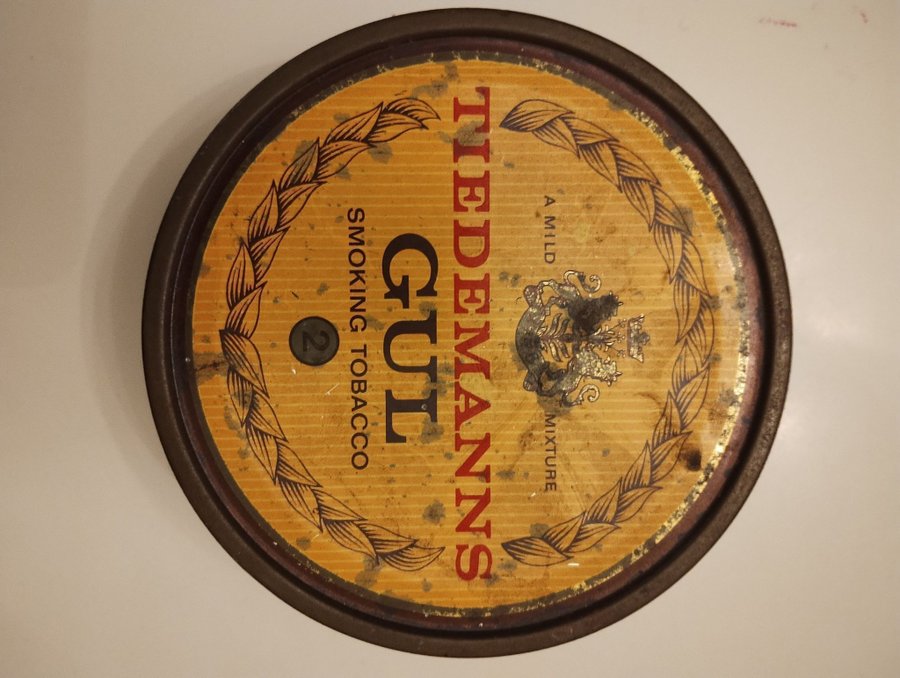 A MILD MIXTURE
TIEDEMANNS
GUL
SMOKING TOBACCO
2